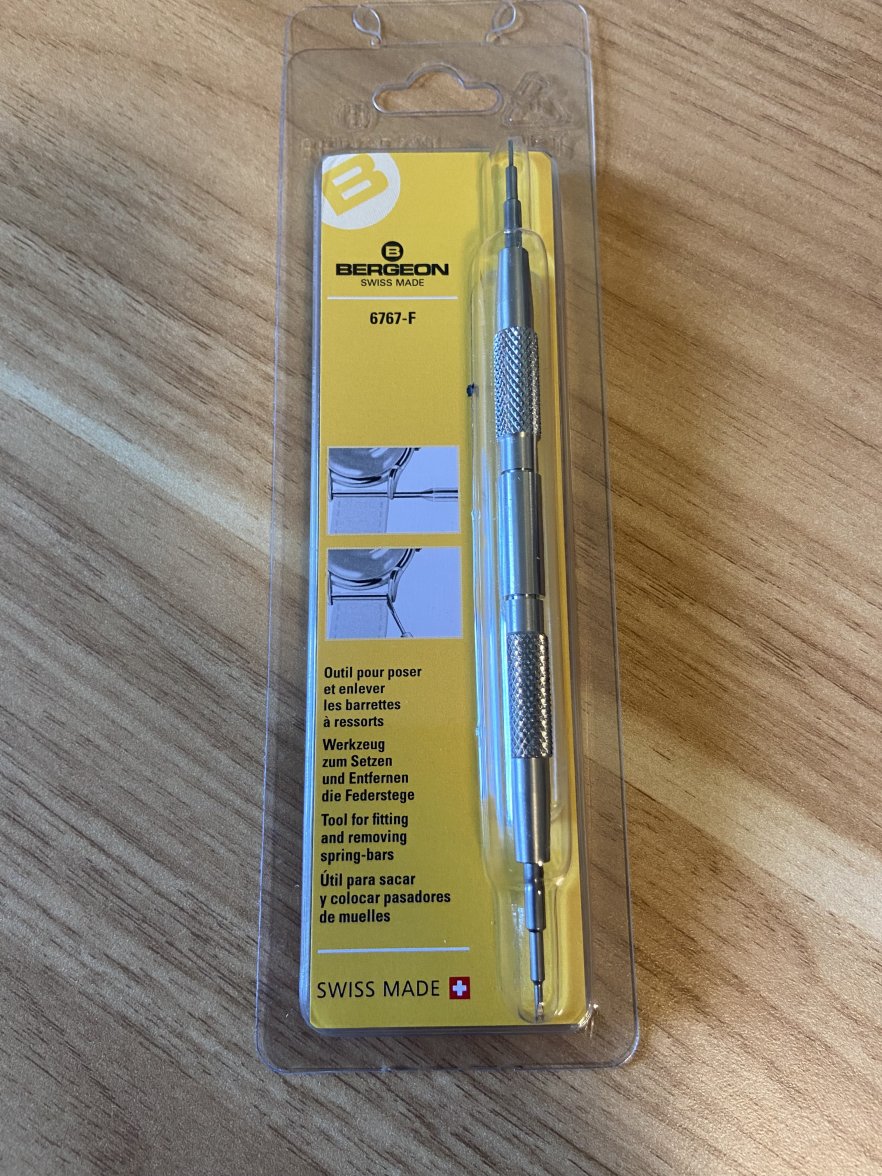 B
B
BERGEON
SWISS MADE
6767-F
Outil pour poser
et enlever
les barrettes
à ressorts
Werkzeug
zum Setzen
und Entfernen
die Federstege
Tool for fitting
and removing
spring-bars
Útil para sacar
y colocar pasadores
de muelles
SWISS MADE